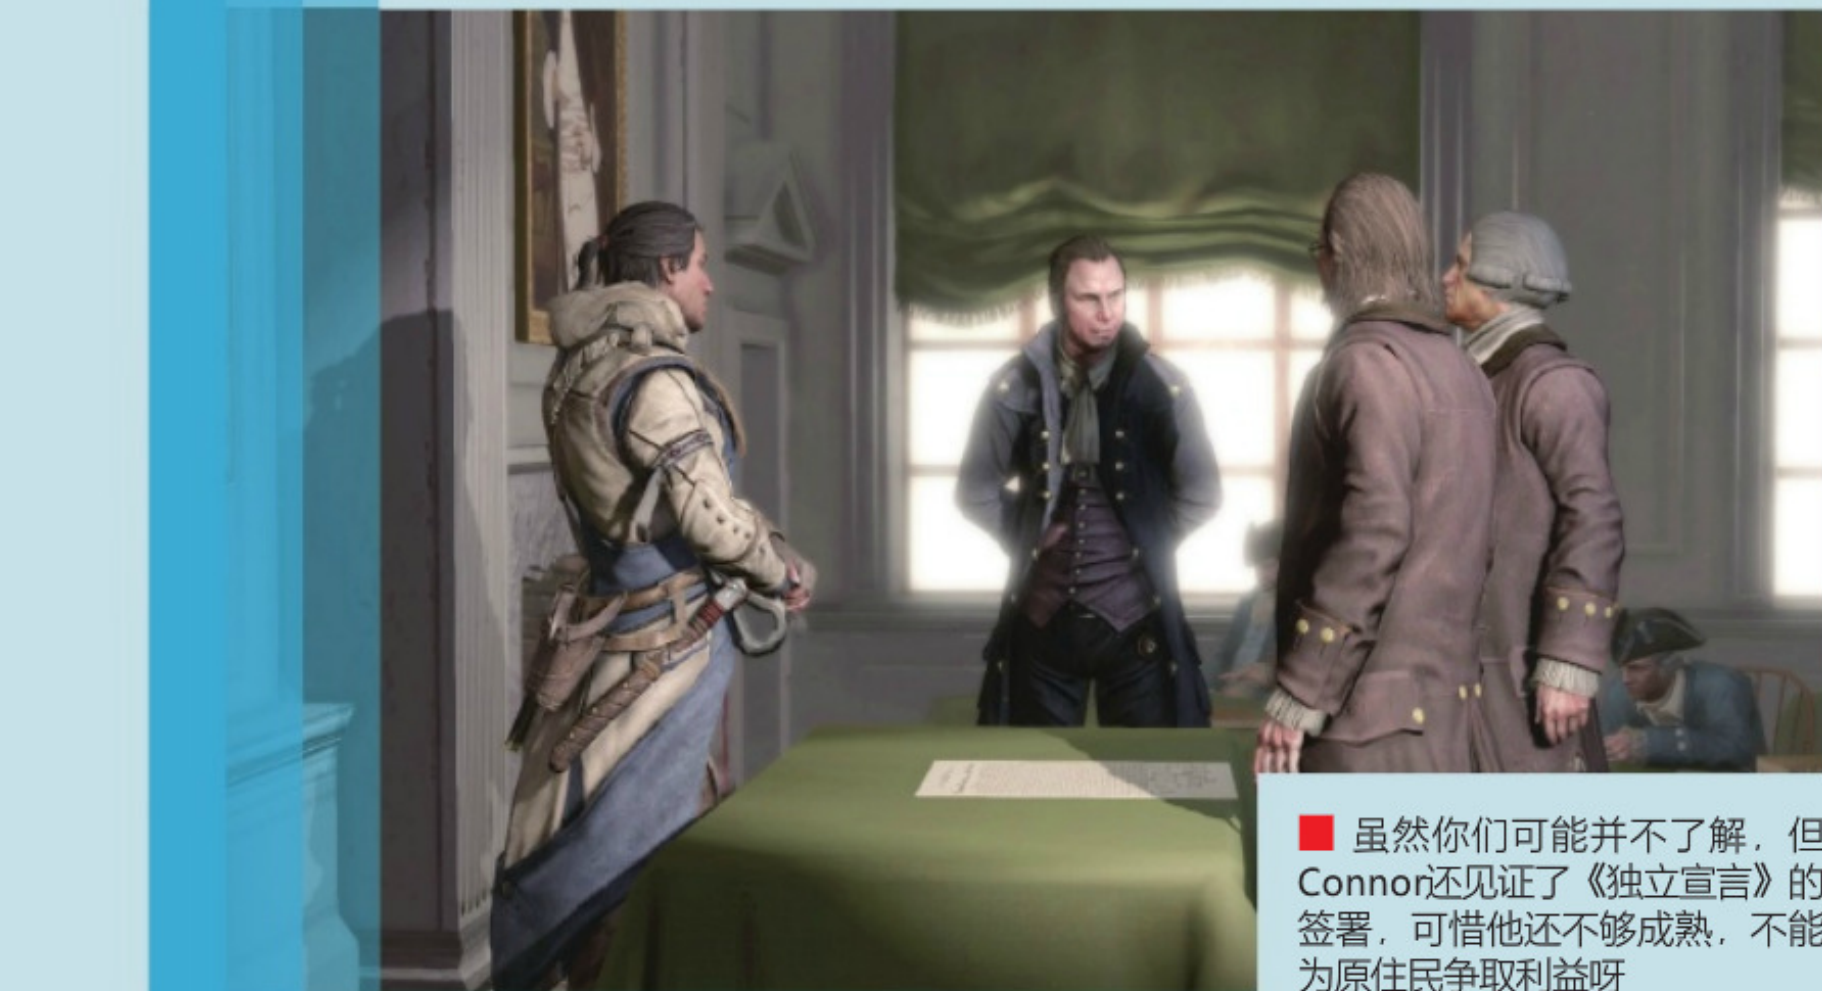 虽然你们可能并不了解，但
Connor还见证了《独立宣言》的
签署，可惜他还不够成熟，不能
为原住民争取利益呀